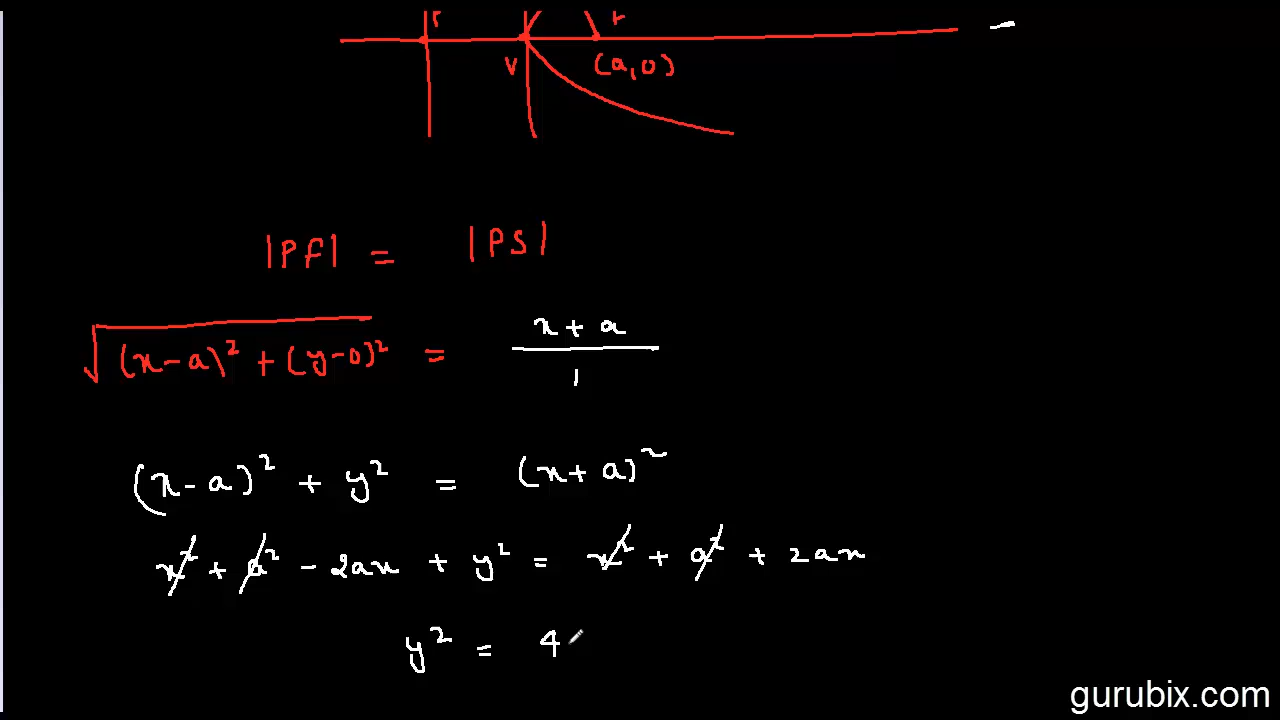 V (a,0)
|PF| = |PS|
√(x-a)² + (y-0)² = x + a / 1
(x-a)² + y² = (x+a)²
x² + a² - 2ax + y² = x² + a² + 2ax
y² = 4
gurubix.com